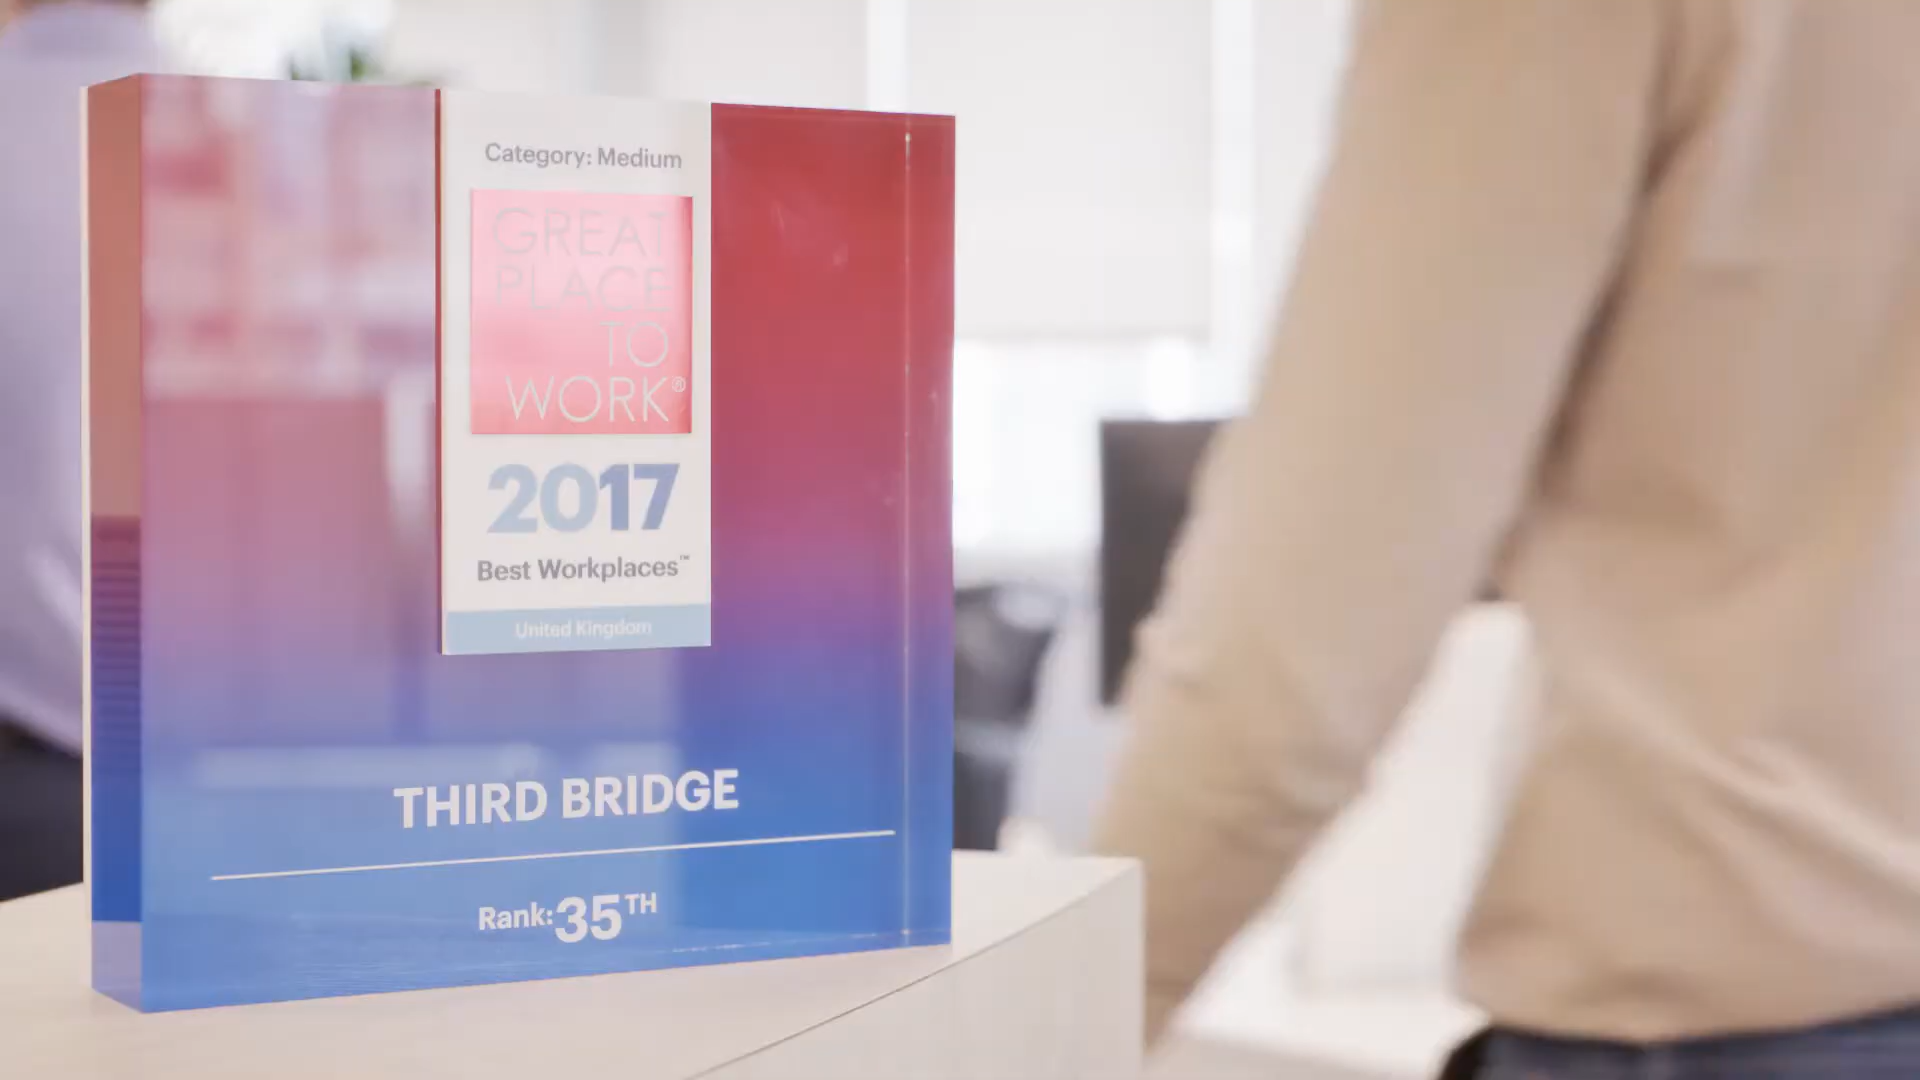 Category: Medium
GREAT
PLACE
TO
WORK®
2017
Best Workplaces™
United Kingdom
THIRD BRIDGE
Rank: 35TH